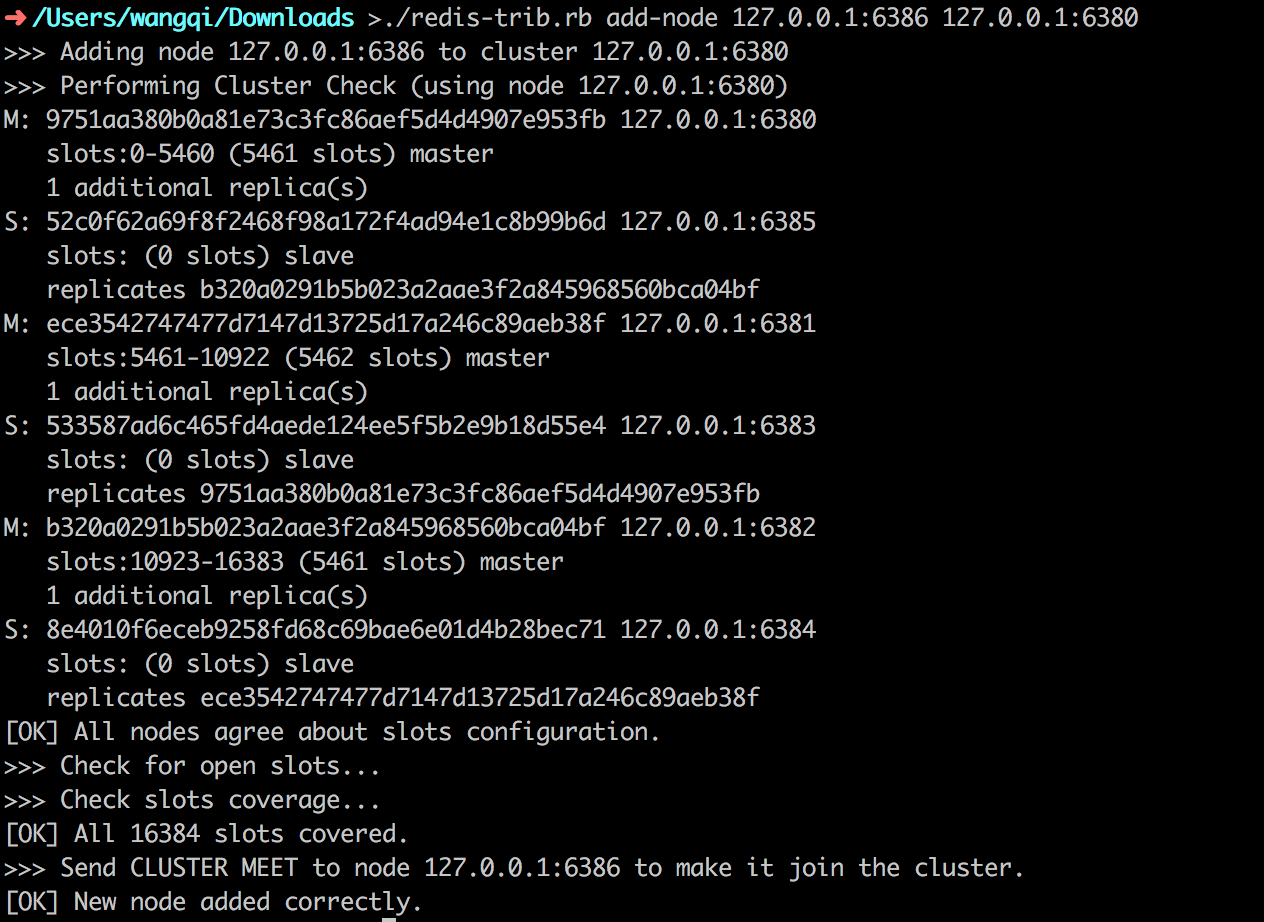 ➜ /Users/wangqi/Downloads >./redis-trib.rb add-node 127.0.0.1:6386 127.0.0.1:6380
>>> Adding node 127.0.0.1:6386 to cluster 127.0.0.1:6380
>>> Performing Cluster Check (using node 127.0.0.1:6380)
M: 9751aa380b0a81e73c3fc86aef5d4d4907e953fb 127.0.0.1:6380
   slots:0-5460 (5461 slots) master
   1 additional replica(s)
S: 52c0f62a69f8f2468f98a172f4ad94e1c8b99b6d 127.0.0.1:6385
   slots: (0 slots) slave
   replicates b320a0291b5b023a2aae3f2a845968560bca04bf
M: ece3542747477d7147d13725d17a246c89aeb38f 127.0.0.1:6381
   slots:5461-10922 (5462 slots) master
   1 additional replica(s)
S: 533587ad6c465fd4aede124ee5f5b2e9b18d55e4 127.0.0.1:6383
   slots: (0 slots) slave
   replicates 9751aa380b0a81e73c3fc86aef5d4d4907e953fb
M: b320a0291b5b023a2aae3f2a845968560bca04bf 127.0.0.1:6382
   slots:10923-16383 (5461 slots) master
   1 additional replica(s)
S: 8e4010f6eceb9258fd68c69bae6e01d4b28bec71 127.0.0.1:6384
   slots: (0 slots) slave
   replicates ece3542747477d7147d13725d17a246c89aeb38f
[OK] All nodes agree about slots configuration.
>>> Check for open slots...
>>> Check slots coverage...
[OK] All 16384 slots covered.
>>> Send CLUSTER MEET to node 127.0.0.1:6386 to make it join the cluster.
[OK] New node added correctly.